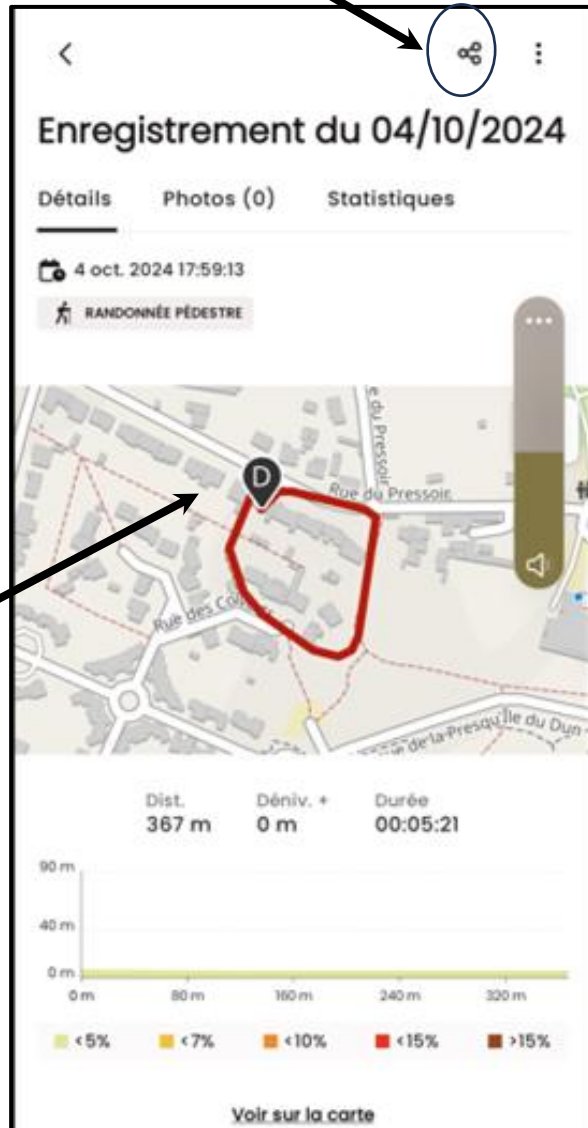 Enregistrement du 04/10/2024
Détails Photos (0) Statistiques
4 oct. 2024 17:59:13
RANDONNÉE PÉDESTRE
e du Pressoir
D
Rue du Pressoir
Rue des
de la Presqu'île du Dun
Dist. Déniv. + Durée
367 m 0 m 00:05:21
90 m
40 m
0 m
0 m 80 m 160 m 240 m 320 m
<5% <7% <10% <15% >15%
Voir sur la carte